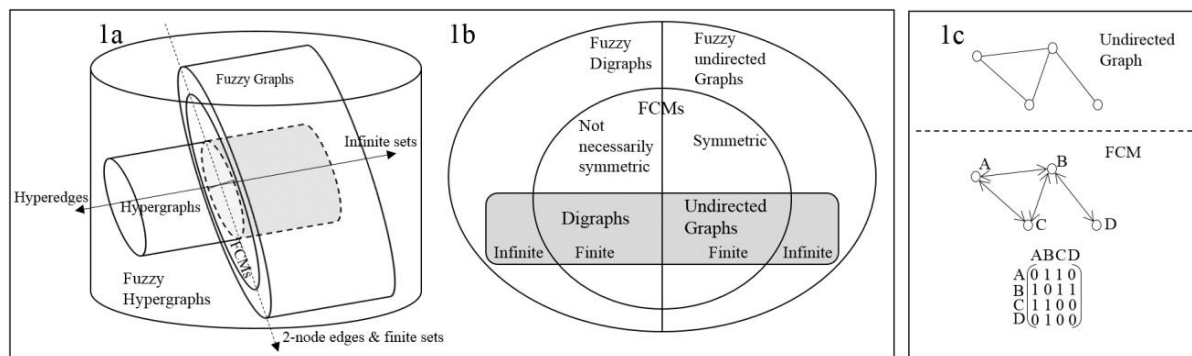 1a
Fuzzy Graphs
Infinite sets
Hyperedges
Hypergraphs
FCMs
Fuzzy
Hypergraphs
2-node edges & finite sets
1b
Fuzzy
Digraphs
Fuzzy
undirected
Graphs
FCMs
Not
necessarily
symmetric
Symmetric
Digraphs
Undirected
Graphs
Infinite
Finite
Finite
Infinite
1c
Undirected
Graph
FCM
A
B
C
D
ABCD
A 0 1 1 0
B 1 0 1 1
C 1 1 0 0
D 0 1 0 0